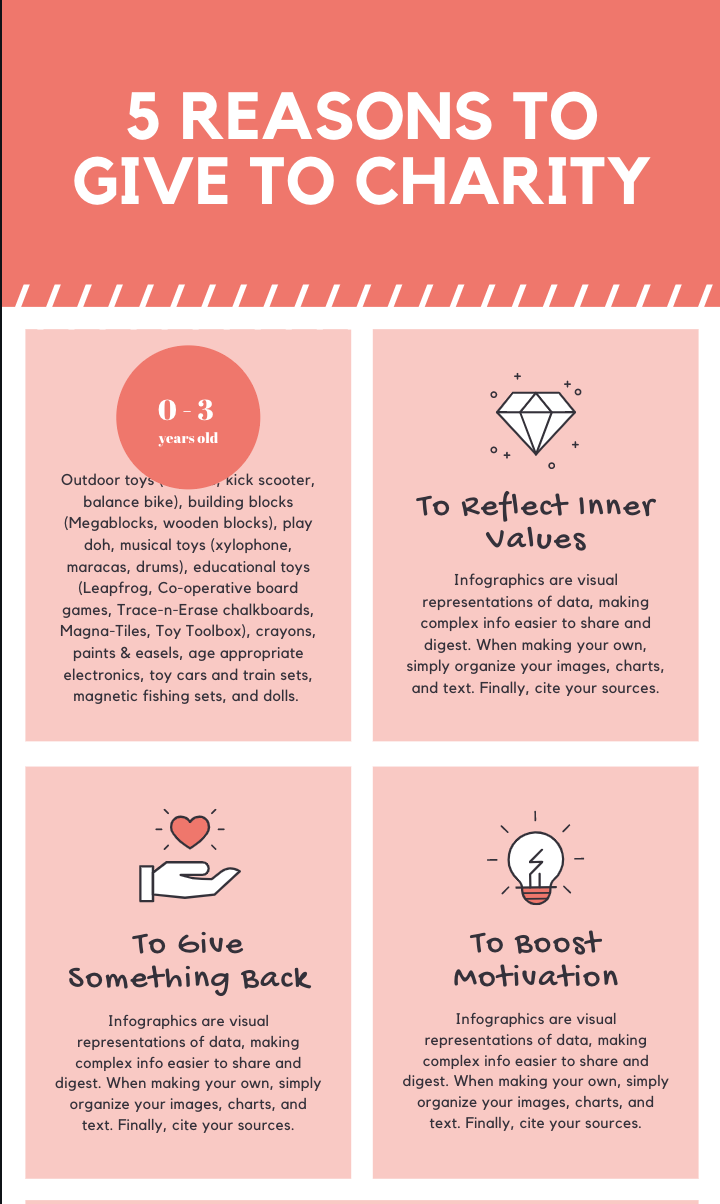 5 REASONS TO
GIVE TO CHARITY
0 - 3
years old
Outdoor toys ( , kick scooter,
balance bike), building blocks
(Megablocks, wooden blocks), play
doh, musical toys (xylophone,
maracas, drums), educational toys
(Leapfrog, Co-operative board
games, Trace-n-Erase chalkboards,
Magna-Tiles, Toy Toolbox), crayons,
paints & easels, age appropriate
electronics, toy cars and train sets,
magnetic fishing sets, and dolls.
To Reflect Inner
Values
Infographics are visual
representations of data, making
complex info easier to share and
digest. When making your own,
simply organize your images, charts,
and text. Finally, cite your sources.
To Give
Something Back
Infographics are visual
representations of data, making
complex info easier to share and
digest. When making your own, simply
organize your images, charts, and
text. Finally, cite your sources.
To Boost
Motivation
Infographics are visual
representations of data, making
complex info easier to share and
digest. When making your own, simply
organize your images, charts, and
text. Finally, cite your sources.